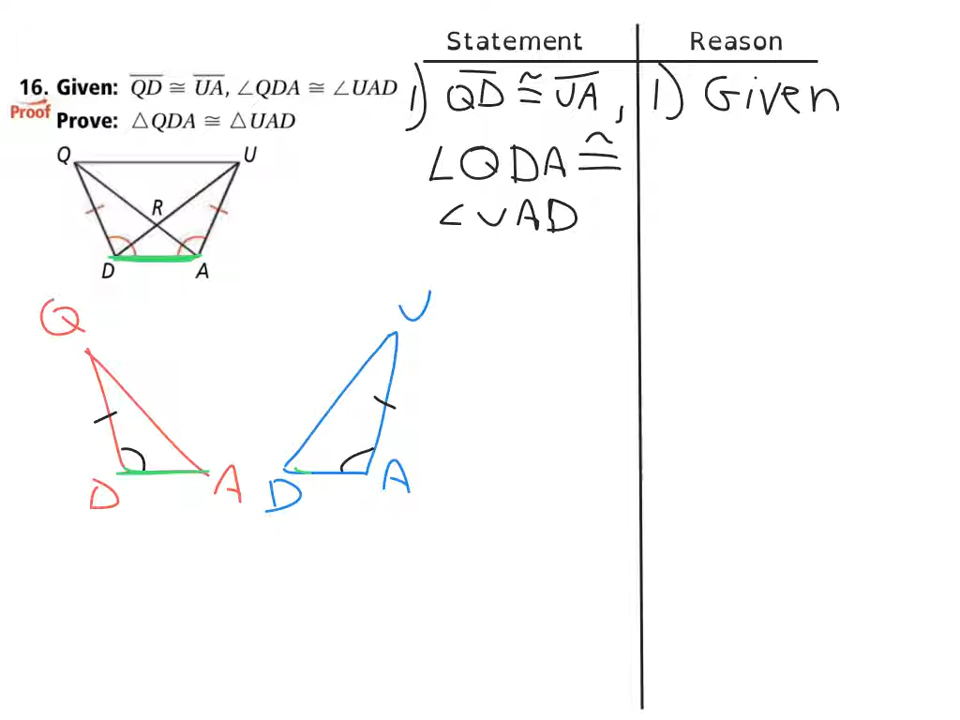 Statement Reason
16. Given: QD ≅ UA, ∠QDA ≅ ∠UAD
Proof Prove: △QDA ≅ △UAD
1) QD ≅ UA, 1) Given
∠QDA ≅
∠UAD
Q U
R
D A
Q U
D A D A